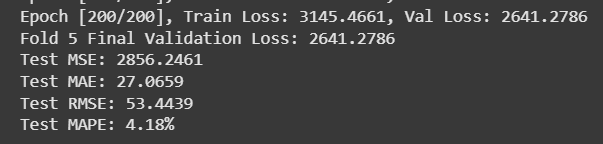 Epoch [200/200], Train Loss: 3145.4661, Val Loss: 2641.2786
Fold 5 Final Validation Loss: 2641.2786
Test MSE: 2856.2461
Test MAE: 27.0659
Test RMSE: 53.4439
Test MAPE: 4.18%